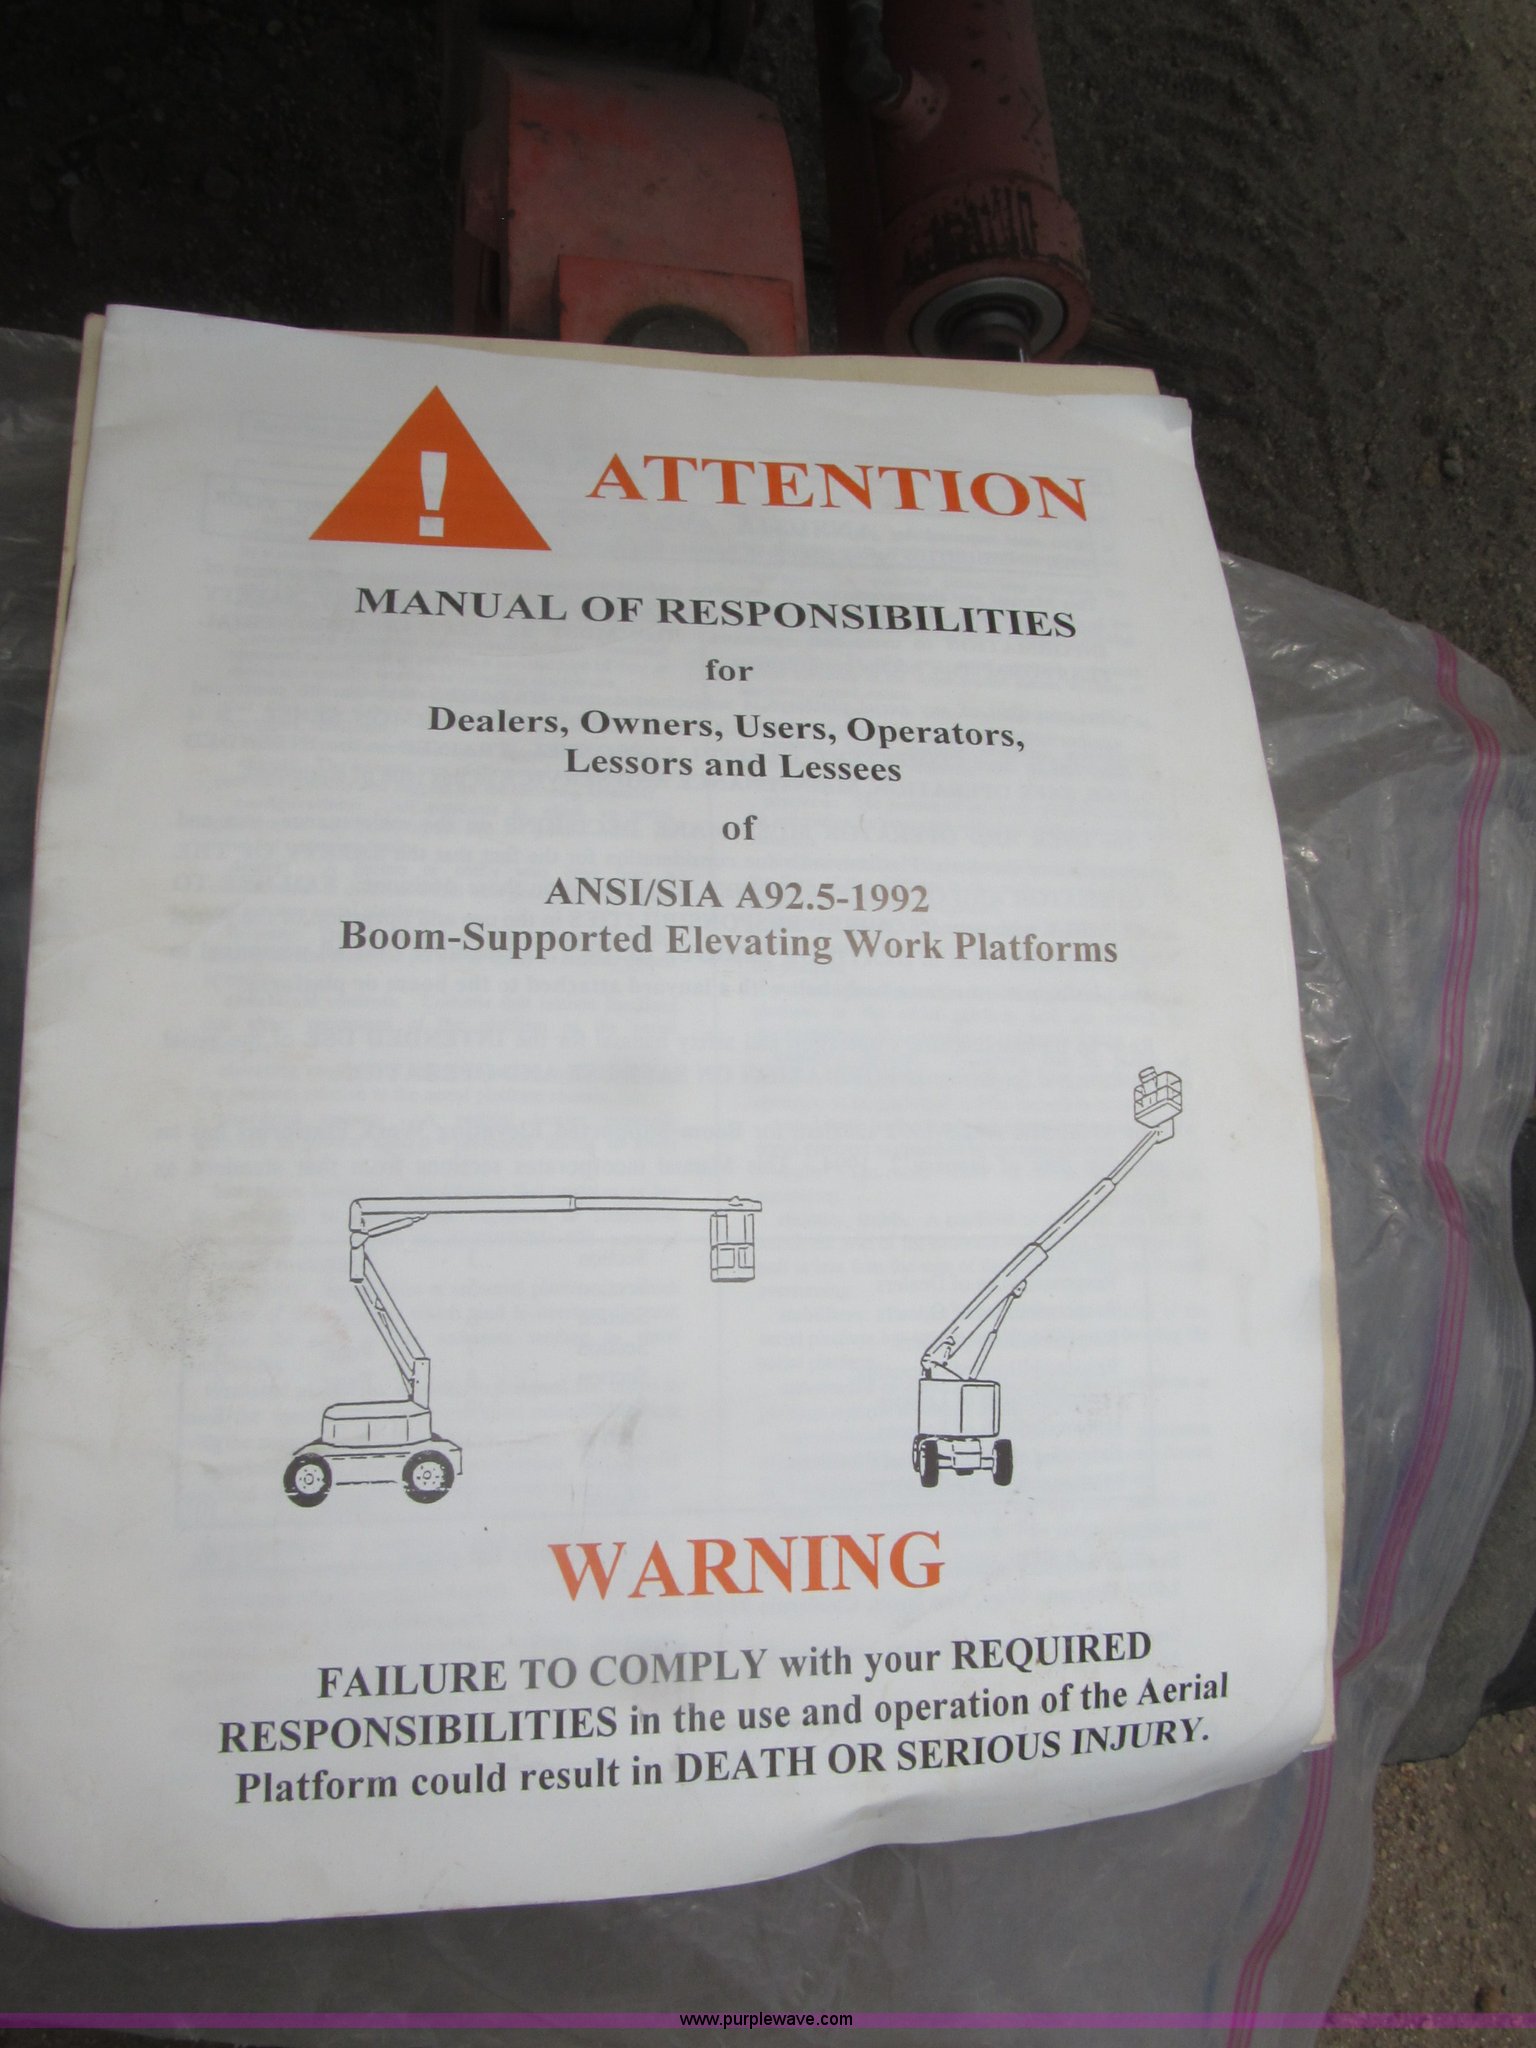 ATTENTION
MANUAL OF RESPONSIBILITIES
for
Dealers, Owners, Users, Operators,
Lessors and Lessees
of
ANSI/SIA A92.5-1992
Boom-Supported Elevating Work Platforms
WARNING
FAILURE TO COMPLY with your REQUIRED
RESPONSIBILITIES in the use and operation of the Aerial
Platform could result in DEATH OR SERIOUS INJURY.
www.purplewave.com